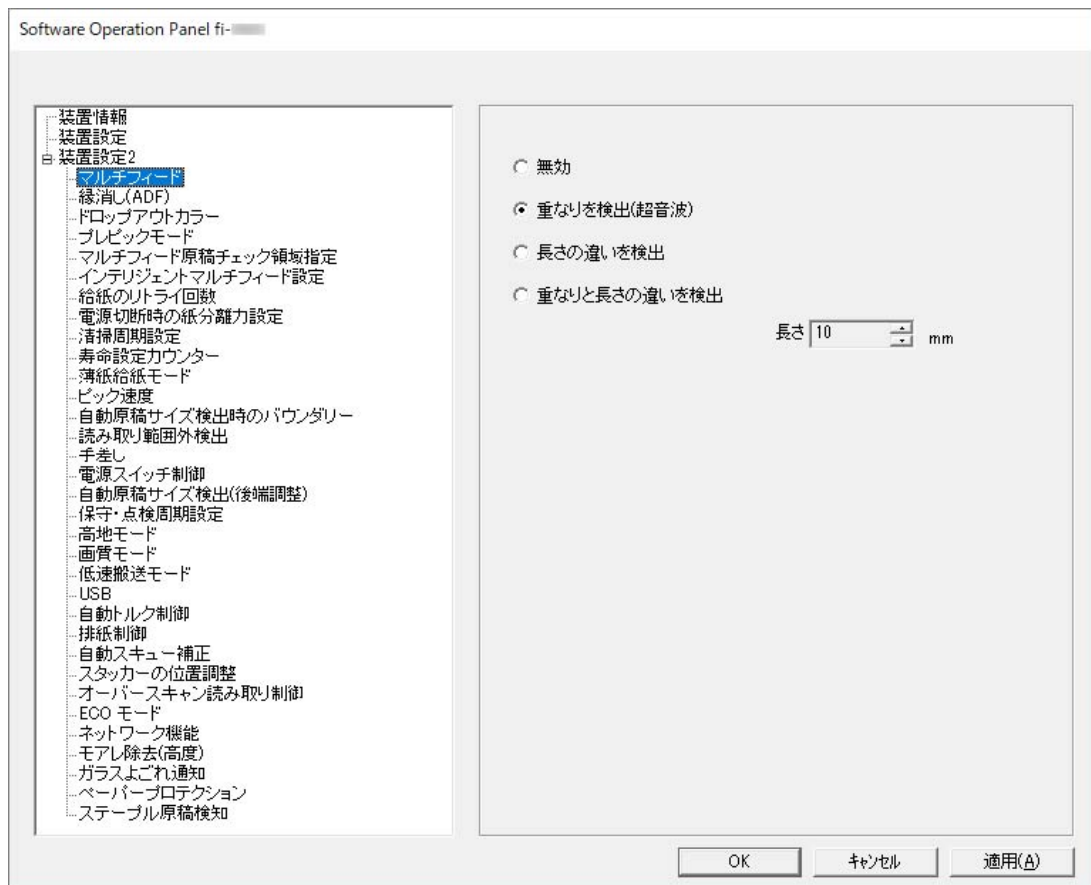 Software Operation Panel fi-
装置情報
装置設定
装置設定2
マルチフィード
縁消し(ADF)
ドロップアウトカラー
プレピックモード
マルチフィード原稿チェック領域指定
インテリジェントマルチフィード設定
給紙のリトライ回数
電源切断時の紙分離力設定
清掃周期設定
寿命設定カウンター
薄紙給紙モード
ピック速度
自動原稿サイズ検出時のバウンダリー
読み取り範囲外検出
手差し
電源スイッチ制御
自動原稿サイズ検出(後端調整)
保守・点検周期設定
高地モード
画質モード
低速搬送モード
USB
自動トルク制御
排紙制御
自動スキュー補正
スタッカーの位置調整
オーバースキャン読み取り制御
ECO モード
ネットワーク機能
モアレ除去(高度)
ガラスよごれ通知
ペーパープロテクション
ステープル原稿検知
無効
重なりを検出(超音波)
長さの違いを検出
重なりと長さの違いを検出
長さ 10 mm
OK キャンセル 適用(A)